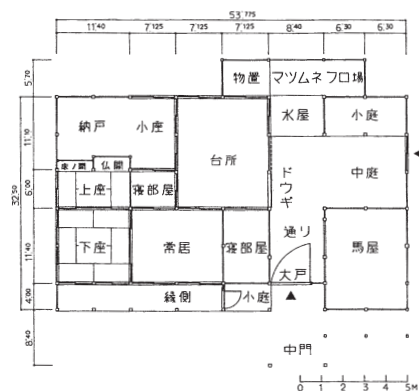 53.775
11'40 7'125 7'125 7'125 8'40 6'30 6'30
5'70
物置 マツムネ フロ場
水屋 小庭
11'10
納戸 小座
台所
ドウギ
中庭
床ノ間 仏間
32'50
6'00
上座 寝部屋
通リ
11'40
下座 常居 寝部屋
馬屋
大戸
4'00
縁側 小庭
8'40
中門
0 1 2 3 4 5M